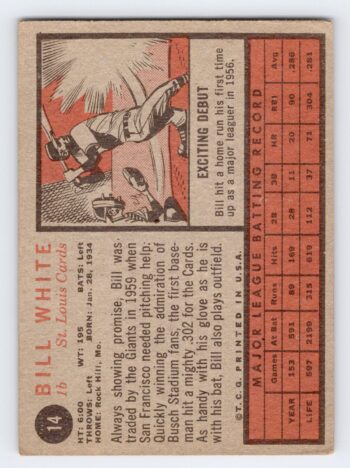 14
BILL WHITE
1b St. Louis Cards
HT: 6:00 WT: 195 BATS: Left
THROWS: Left BORN: Jan. 28, 1934
HOME: Rock Hill, Mo.
Always showing promise, Bill was
traded by the Giants in 1959 when
San Francisco needed pitching help.
Quickly winning the admiration of
Busch Stadium fans, the first base-
man hit a mighty .302 for the Cards.
As handy with his glove as he is
with his bat, Bill also plays outfield.
EXCITING DEBUT
Bill hit a home run his first time
up as a major leaguer in 1956.
© T.C.G. PRINTED IN U.S.A.
MAJOR LEAGUE BATTING RECORD
Games At Bat Runs Hits 2B 3B HR RBI Avg
YEAR 153 591 89 169 28 11 20 90 .286
LIFE 597 2199 315 619 71 304 .281